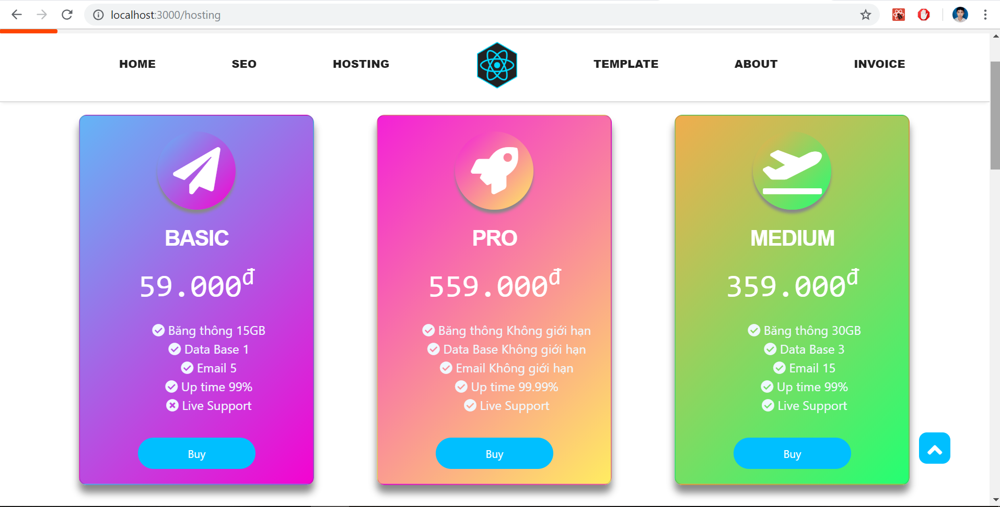 localhost:3000/hosting
HOME SEO HOSTING TEMPLATE ABOUT INVOICE
BASIC
59.000đ
Băng thông 15GB
Data Base 1
Email 5
Up time 99%
Live Support
Buy
PRO
559.000đ
Băng thông Không giới hạn
Data Base Không giới hạn
Email Không giới hạn
Up time 99.99%
Live Support
Buy
MEDIUM
359.000đ
Băng thông 30GB
Data Base 3
Email 15
Up time 99%
Live Support
Buy